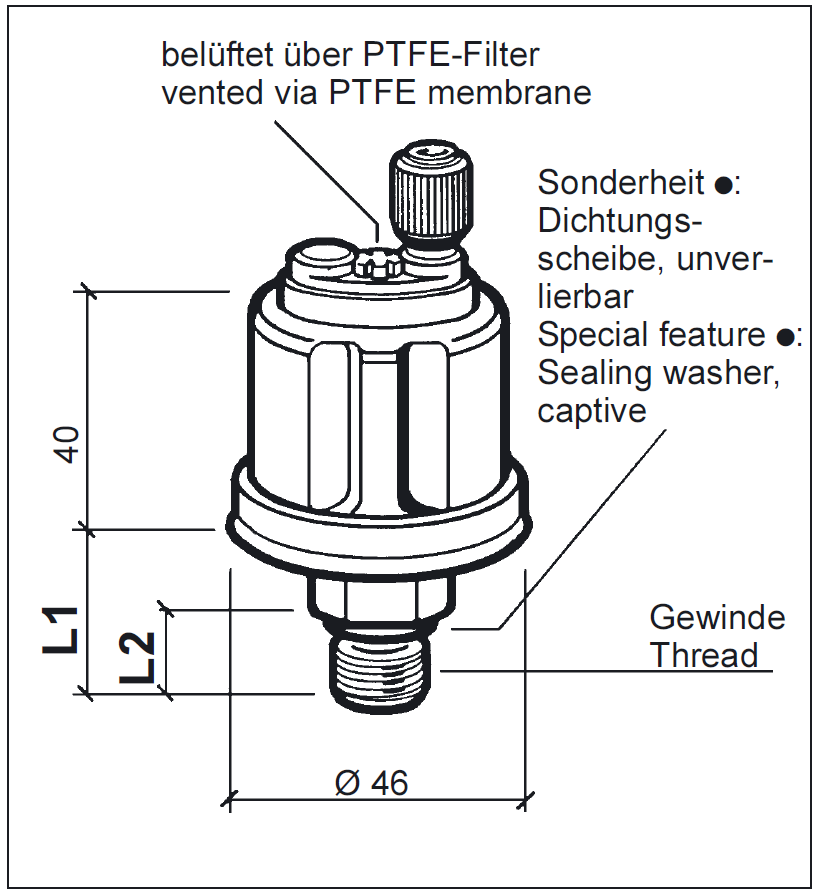 belüftet über PTFE-Filter
vented via PTFE membrane
Sonderheit ●:
Dichtungs-
scheibe, unver-
lierbar
Special feature ●:
Sealing washer,
captive
40
L1
L2
Gewinde
Thread
Ø 46